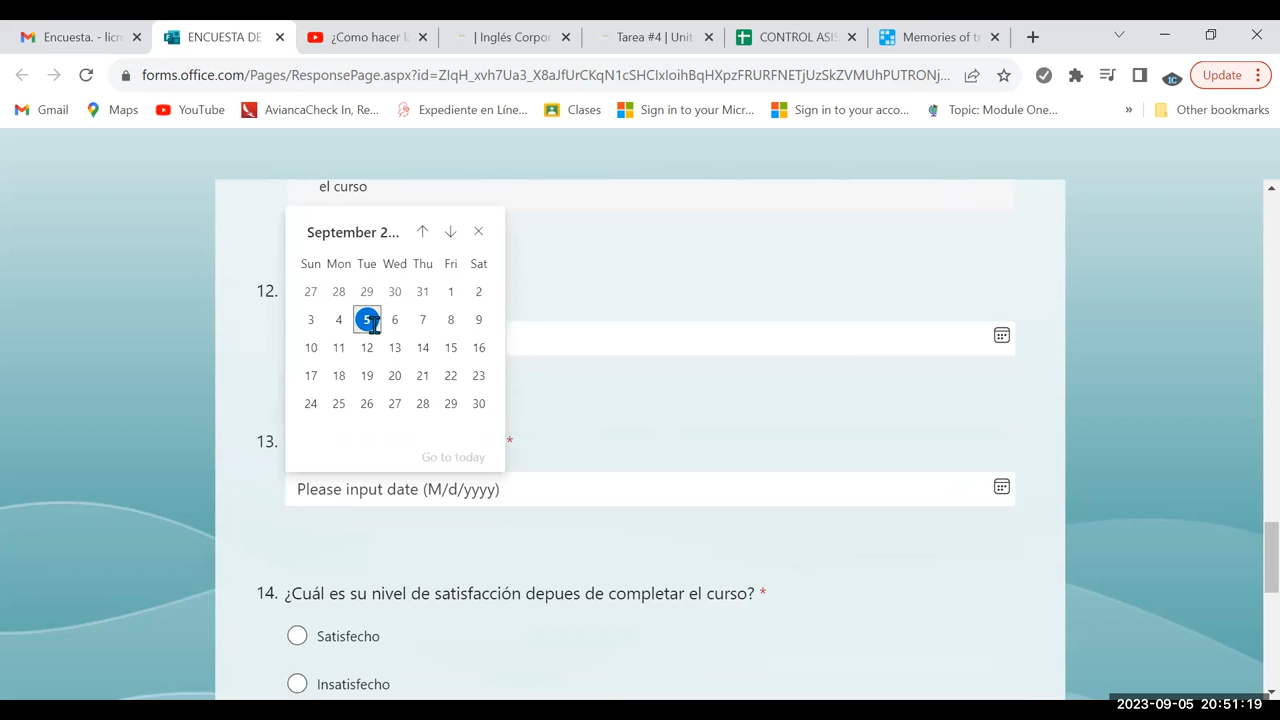 Encuesta. - licm
ENCUESTA DE
¿Como hacer la
| Inglés Corpor
Tarea #4 | Unit
CONTROL ASIS
Memories of t
forms.office.com/Pages/ResponsePage.aspx?id=ZIqH_xvh7Ua3_X8aJfUrCKqN1cSHCIxIoihBqHXpzFRURFNETjUzSkZVMUhPUTRONj...
Update
Gmail
Maps
YouTube
AviancaCheck In, Re...
Expediente en Líne...
Clases
Sign in to your Micr...
Sign in to your acco...
Topic: Module One...
»
Other bookmarks
el curso
September 2...
Sun Mon Tue Wed Thu Fri Sat
27 28 29 30 31 1 2
3 4 5 6 7 8 9
10 11 12 13 14 15 16
17 18 19 20 21 22 23
24 25 26 27 28 29 30
Go to today
12.
13. *
Please input date (M/d/yyyy)
14. ¿Cuál es su nivel de satisfacción depues de completar el curso? *
Satisfecho
Insatisfecho
2023-09-05 20:51:19